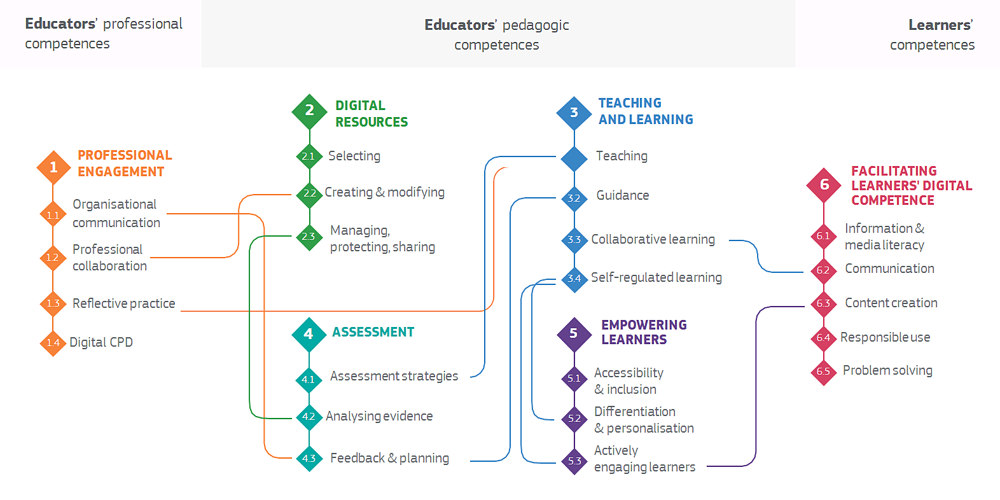 Educators’ professional
competences
Educators’ pedagogic
competences
Learners’
competences
1
PROFESSIONAL
ENGAGEMENT
1.1
Organisational
communication
1.2
Professional
collaboration
1.3
Reflective practice
1.4
Digital CPD
2
DIGITAL
RESOURCES
2.1
Selecting
2.2
Creating & modifying
2.3
Managing,
protecting, sharing
3
TEACHING
AND LEARNING
Teaching
3.2
Guidance
3.3
Collaborative learning
3.4
Self-regulated learning
4
ASSESSMENT
4.1
Assessment strategies
4.2
Analysing evidence
4.3
Feedback & planning
5
EMPOWERING
LEARNERS
5.1
Accessibility
& inclusion
5.2
Differentiation
& personalisation
5.3
Actively
engaging learners
6
FACILITATING
LEARNERS' DIGITAL
COMPETENCE
6.1
Information &
media literacy
6.2
Communication
6.3
Content creation
6.4
Responsible use
6.5
Problem solving